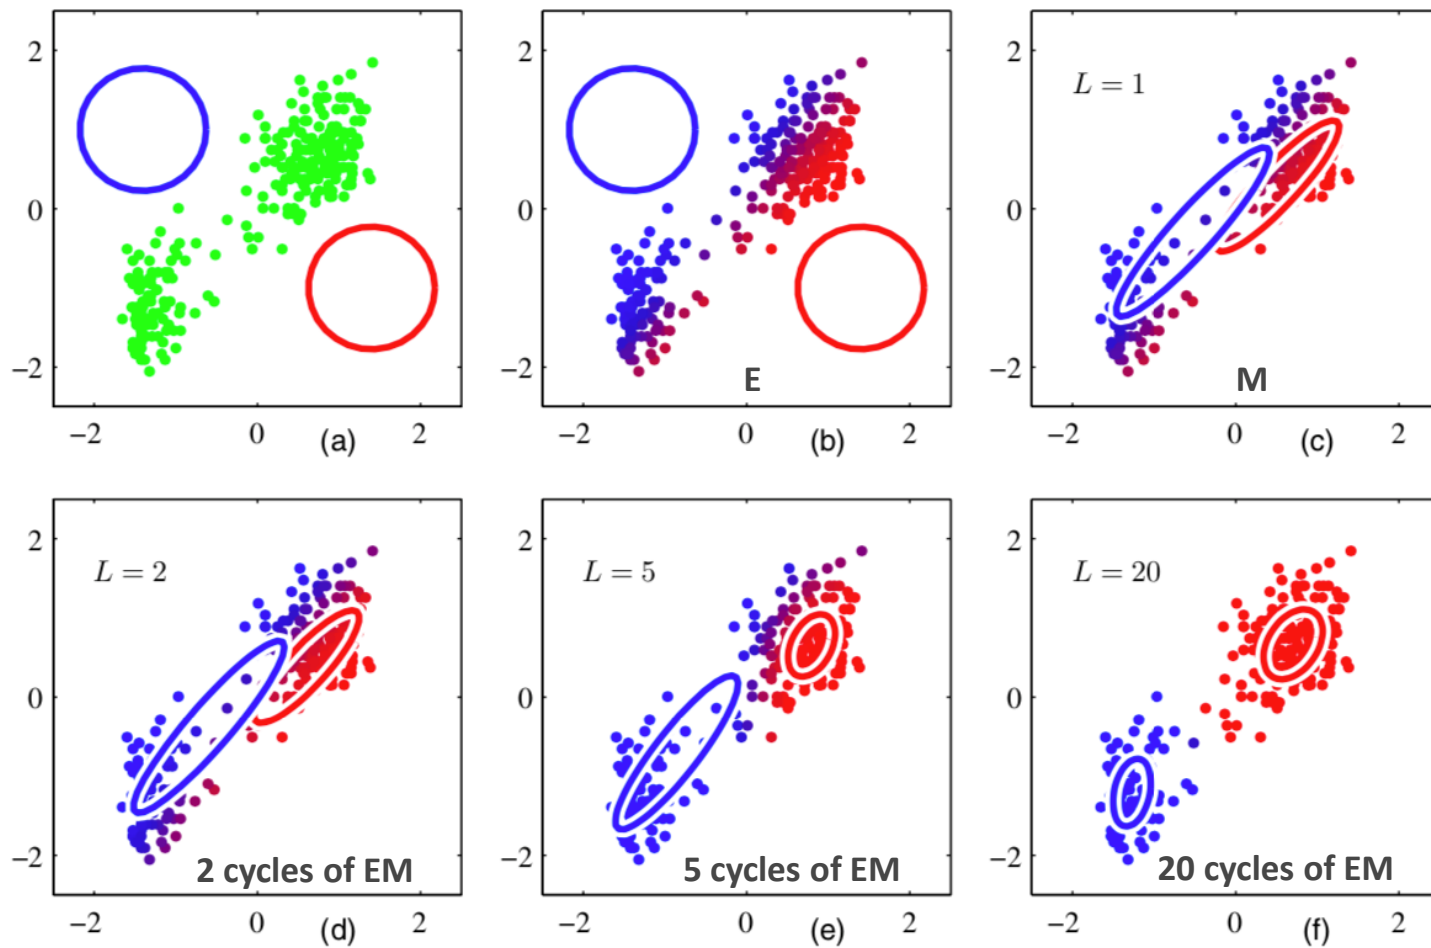 2
0
−2
−2 0 (a) 2
2
0
−2
E
−2 0 (b) 2
2
0
−2
L = 1
M
−2 0 (c) 2
2
0
−2
L = 2
2 cycles of EM
−2 0 (d) 2
2
0
−2
L = 5
5 cycles of EM
−2 0 (e) 2
2
0
−2
L = 20
20 cycles of EM
−2 0 (f) 2